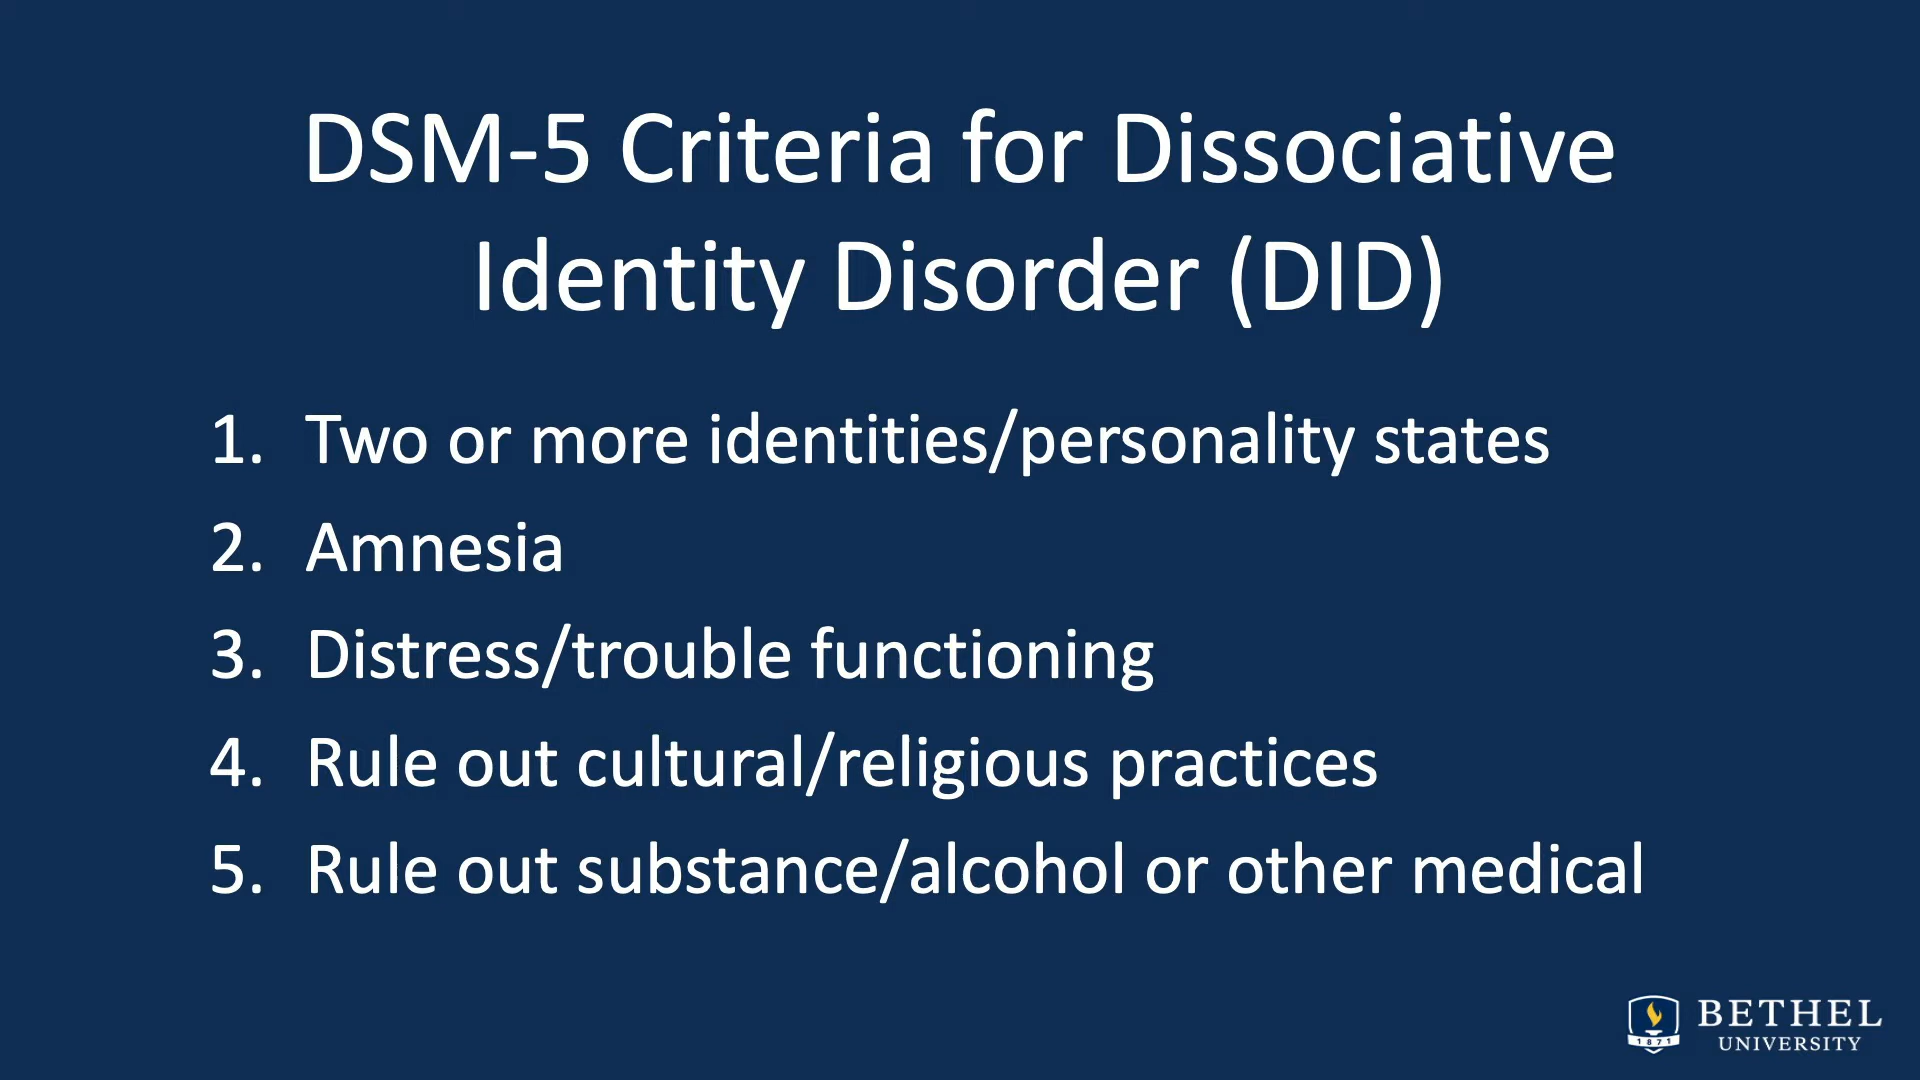 DSM-5 Criteria for Dissociative
Identity Disorder (DID)
1. Two or more identities/personality states
2. Amnesia
3. Distress/trouble functioning
4. Rule out cultural/religious practices
5. Rule out substance/alcohol or other medical
1871
BETHEL
UNIVERSITY